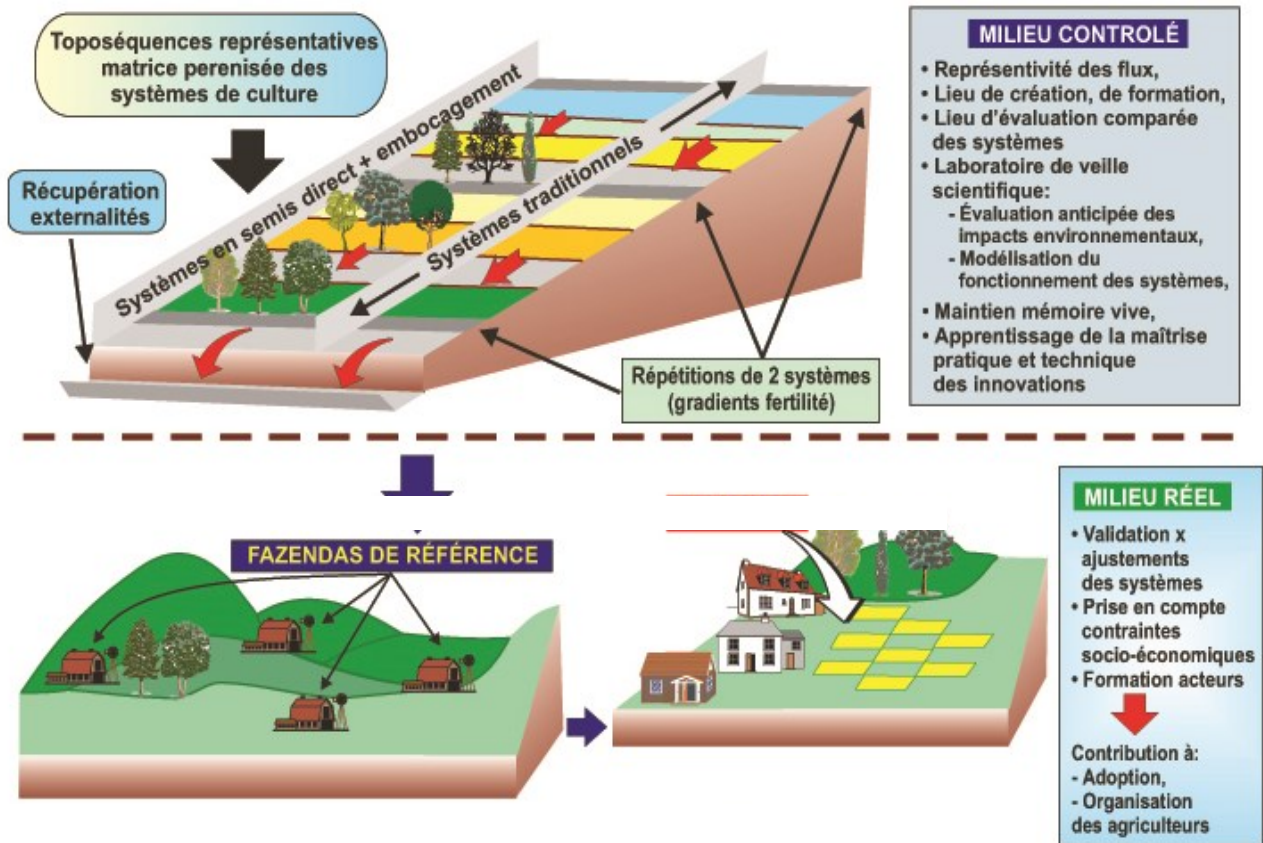 Toposéquences représentatives
matrice perenisée des
systèmes de culture
Récupération
externalités
Systèmes en semis direct + embocagement
Systèmes traditionnels
Répétitions de 2 systèmes
(gradients fertilité)
MILIEU CONTROLÉ
• Représentivité des flux,
• Lieu de création, de formation,
• Lieu d'évaluation comparée
des systèmes
• Laboratoire de veille
scientifique:
- Évaluation anticipée des
impacts environmentaux,
- Modélisation du
fonctionnement des systèmes,
• Maintien mémoire vive,
• Apprentissage de la maîtrise
pratique et technique
des innovations
FAZENDAS DE RÉFÉRENCE
MILIEU RÉEL
• Validation x
ajustements
des systèmes
• Prise en compte
contraintes
socio-économiques
• Formation acteurs
Contribution à:
- Adoption,
- Organisation
des agriculteurs